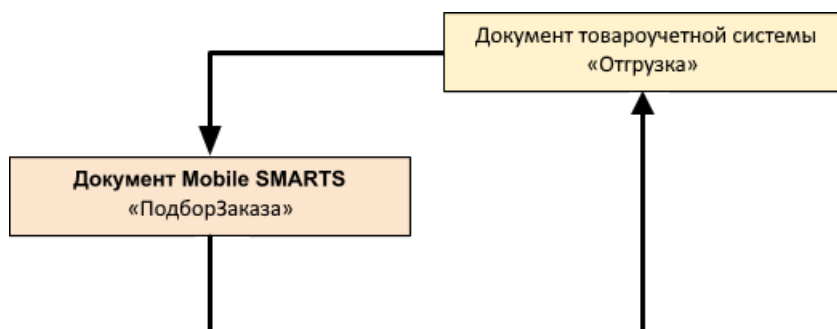 Документ товароучетной системы
«Отгрузка»
Документ Mobile SMARTS
«ПодборЗаказа»